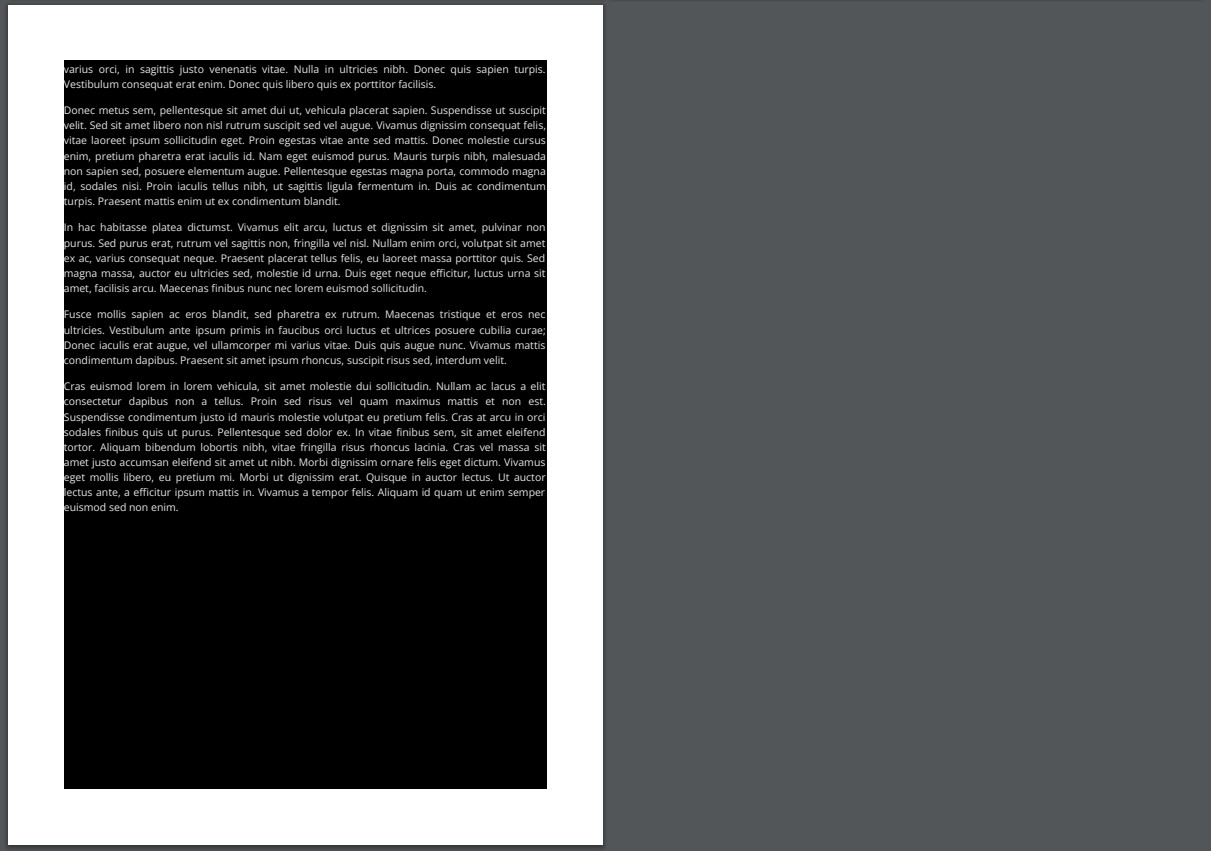 varius orci, in sagittis justo venenatis vitae. Nulla in ultricies nibh. Donec quis sapien turpis.
Vestibulum consequat erat enim. Donec quis libero quis ex porttitor facilisis.
Donec metus sem, pellentesque sit amet dui ut, vehicula placerat sapien. Suspendisse ut suscipit
velit. Sed sit amet libero non nisl rutrum suscipit sed vel augue. Vivamus dignissim consequat felis,
vitae laoreet ipsum sollicitudin eget. Proin egestas vitae ante sed mattis. Donec molestie cursus
enim, pretium pharetra erat iaculis id. Nam eget euismod purus. Mauris turpis nibh, malesuada
non sapien sed, posuere elementum augue. Pellentesque egestas magna porta, commodo magna
id, sodales nisi. Proin iaculis tellus nibh, ut sagittis ligula fermentum in. Duis ac condimentum
turpis. Praesent mattis enim ut ex condimentum blandit.
In hac habitasse platea dictumst. Vivamus elit arcu, luctus et dignissim sit amet, pulvinar non
purus. Sed purus erat, rutrum vel sagittis non, fringilla vel nisl. Nullam enim orci, volutpat sit amet
ex ac, varius consequat neque. Praesent placerat tellus felis, eu laoreet massa porttitor quis. Sed
magna massa, auctor eu ultricies sed, molestie id urna. Duis eget neque efficitur, luctus urna sit
amet, facilisis arcu. Maecenas finibus nunc nec lorem euismod sollicitudin.
Fusce mollis sapien ac eros blandit, sed pharetra ex rutrum. Maecenas tristique et eros nec
ultricies. Vestibulum ante ipsum primis in faucibus orci luctus et ultrices posuere cubilia curae;
Donec iaculis erat augue, vel ullamcorper mi varius vitae. Duis quis augue nunc. Vivamus mattis
condimentum dapibus. Praesent sit amet ipsum rhoncus, suscipit risus sed, interdum velit.
Cras euismod lorem in lorem vehicula, sit amet molestie dui sollicitudin. Nullam ac lacus a elit
consectetur dapibus non a tellus. Proin sed risus vel quam maximus mattis et non est.
Suspendisse condimentum justo id mauris molestie volutpat eu pretium felis. Cras at arcu in orci
sodales finibus quis ut purus. Pellentesque sed dolor ex. In vitae finibus sem, sit amet eleifend
tortor. Aliquam bibendum lobortis nibh, vitae fringilla risus rhoncus lacinia. Cras vel massa sit
amet justo accumsan eleifend sit amet ut nibh. Morbi dignissim ornare felis eget dictum. Vivamus
eget mollis libero, eu pretium mi. Morbi ut dignissim erat. Quisque in auctor lectus. Ut auctor
lectus ante, a efficitur ipsum mattis in. Vivamus a tempor felis. Aliquam id quam ut enim semper
euismod sed non enim.